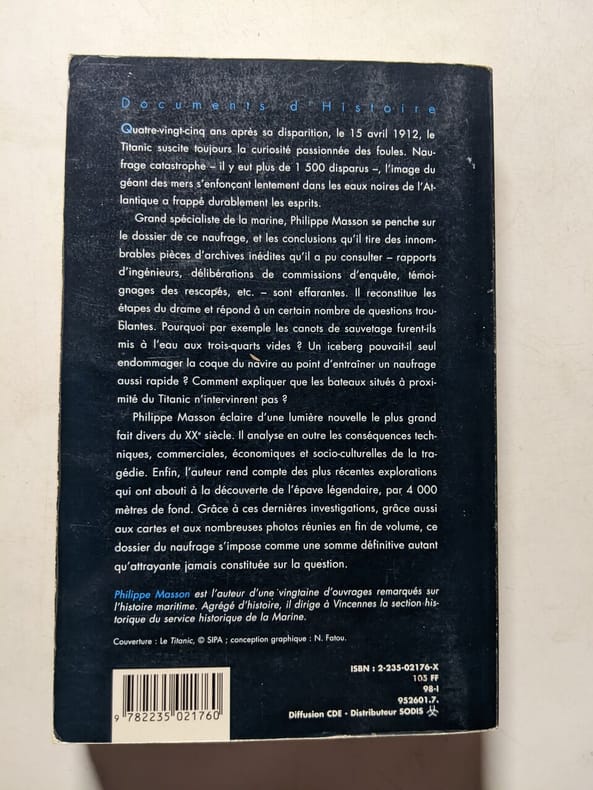 Documents d'Histoire
Quatre-vingt-cinq ans après sa disparition, le 15 avril 1912, le
Titanic suscite toujours la curiosité passionnée des foules. Nau-
frage catastrophe – il y eut plus de 1 500 disparus –, l'image du
géant des mers s'enfonçant lentement dans les eaux noires de l'At-
lantique a frappé durablement les esprits.
Grand spécialiste de la marine, Philippe Masson se penche sur
le dossier de ce naufrage, et les conclusions qu'il tire des innom-
brables pièces d'archives inédites qu'il a pu consulter – rapports
d'ingénieurs, délibérations de commissions d'enquête, témoi-
gnages des rescapés, etc. – sont effarantes. Il reconstitue les
étapes du drame et répond à un certain nombre de questions trou-
blantes. Pourquoi par exemple les canots de sauvetage furent-ils
mis à l'eau aux trois-quarts vides ? Un iceberg pouvait-il seul
endommager la coque du navire au point d'entraîner un naufrage
aussi rapide ? Comment expliquer que les bateaux situés à proxi-
mité du Titanic n'intervinrent pas ?
Philippe Masson éclaire d'une lumière nouvelle le plus grand
fait divers du XXe siècle. Il analyse en outre les conséquences tech-
niques, commerciales, économiques et socio-culturelles de la tra-
gédie. Enfin, l'auteur rend compte des plus récentes explorations
qui ont abouti à la découverte de l'épave légendaire, par 4 000
mètres de fond. Grâce à ces dernières investigations, grâce aussi
aux cartes et aux nombreuses photos réunies en fin de volume, ce
dossier du naufrage s'impose comme une somme définitive autant
qu'attrayante jamais constituée sur la question.
Philippe Masson est l'auteur d'une vingtaine d'ouvrages remarqués sur
l'histoire maritime. Agrégé d'histoire, il dirige à Vincennes la section his-
torique du service historique de la Marine.
Couverture : Le Titanic, © SIPA ; conception graphique : N. Fatou.
ISBN : 2-235-02176-X
105 FF
98-I
952601.7.
Diffusion CDE - Distributeur SODIS
9 782235 021760